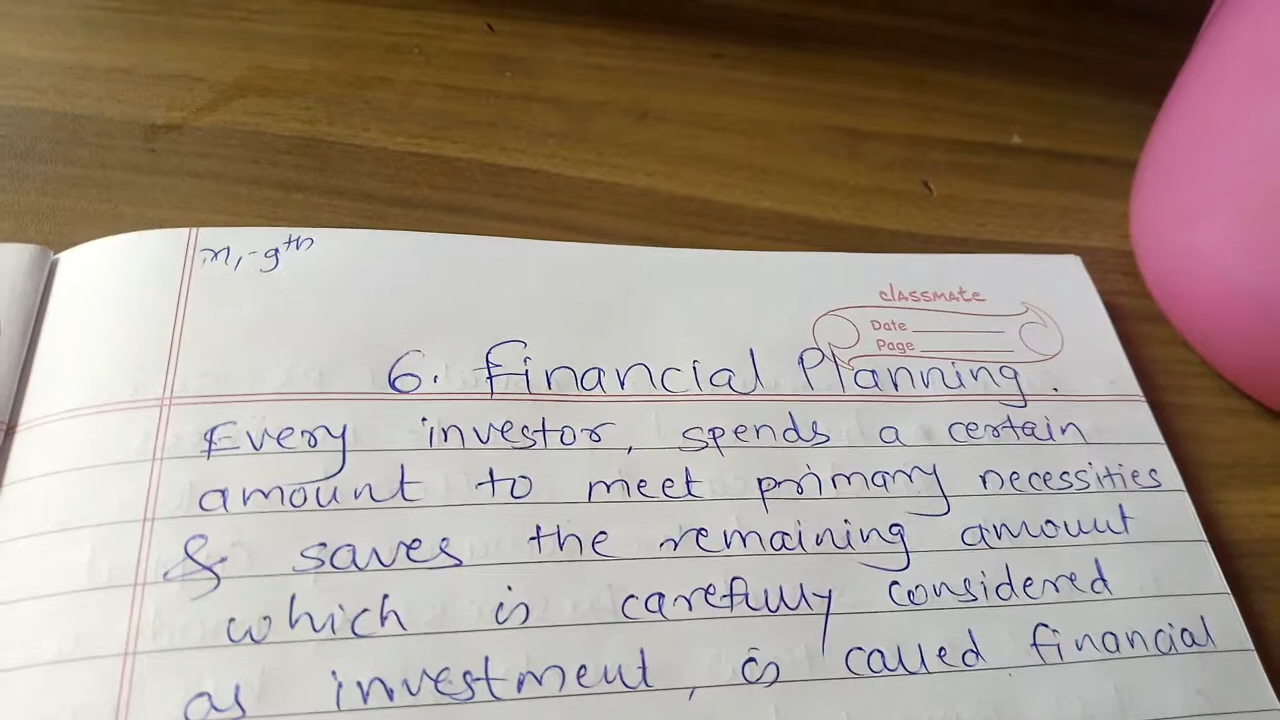 m,-9th
classmate
Date
Page
6. Financial Planning.
Every investor, spends a certain
amount to meet primary necessities
& saves the remaining amount
which is carefully considered
as investment, is called financial